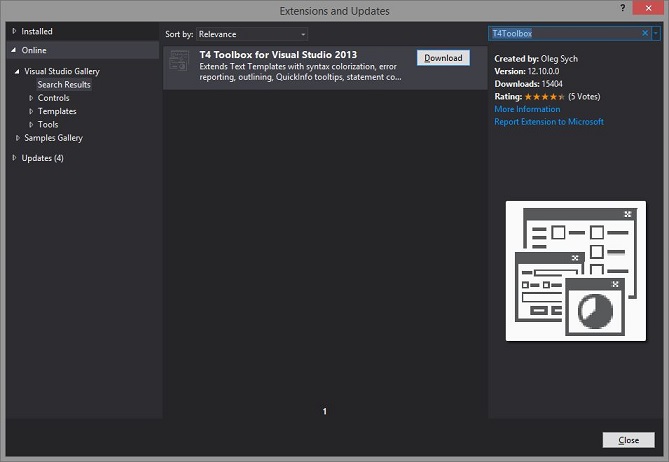 Extensions and Updates
Installed
Online
Visual Studio Gallery
Search Results
Controls
Templates
Tools
Samples Gallery
Updates (4)
Sort by: Relevance
T4 Toolbox for Visual Studio 2013
Extends Text Templates with syntax colorization, error
reporting, outlining, QuickInfo tooltips, statement co...
Download
1
T4Toolbox
Created by: Oleg Sych
Version: 12.10.0.0
Downloads: 15404
Rating: (5 Votes)
More Information
Report Extension to Microsoft
Close